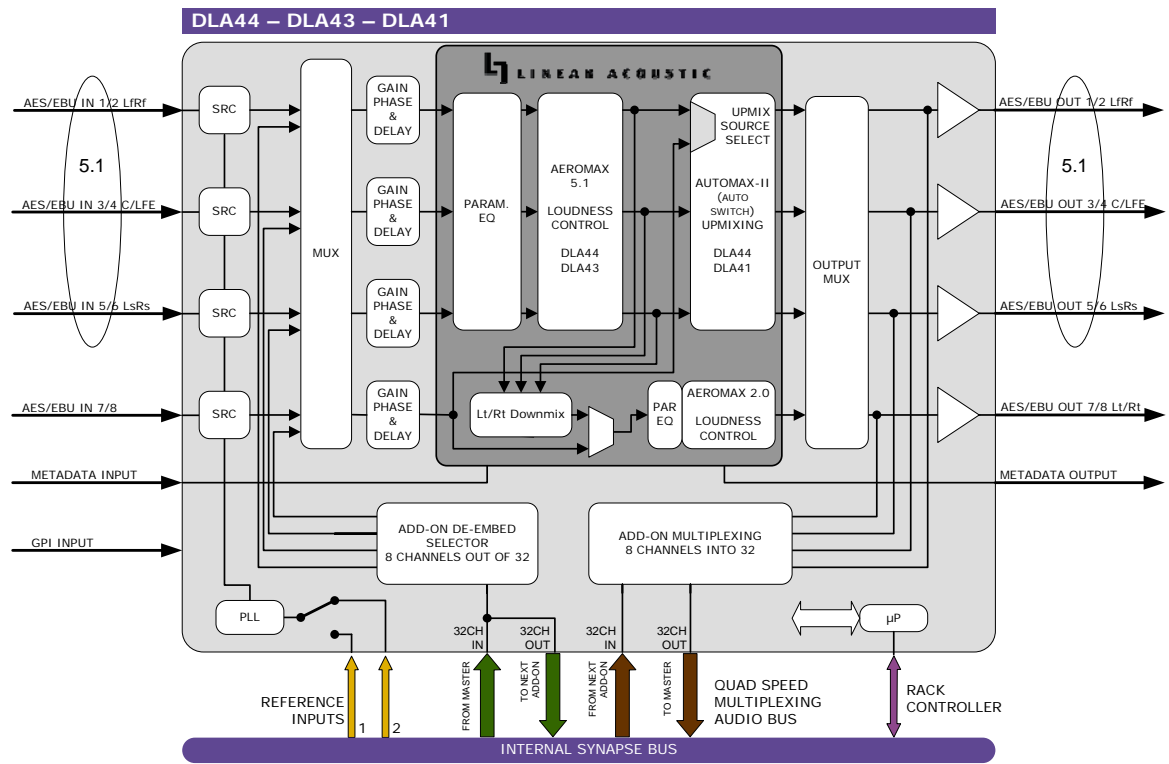 DLA44 – DLA43 – DLA41
LINEAR ACOUSTIC
AES/EBU IN 1/2 LfRf
AES/EBU IN 3/4 C/LFE
AES/EBU IN 5/6 LsRs
AES/EBU IN 7/8
METADATA INPUT
GPI INPUT
5.1
SRC
SRC
SRC
SRC
MUX
GAIN
PHASE
&
DELAY
GAIN
PHASE
&
DELAY
GAIN
PHASE
&
DELAY
GAIN
PHASE
&
DELAY
PARAM.
EQ
AEROMAX
5.1
LOUDNESS
CONTROL
DLA44
DLA43
UPMIX
SOURCE
SELECT
AUTOMAX-II
(AUTO
SWITCH)
UPMIXING
DLA44
DLA41
Lt/Rt Downmix
PAR
EQ
AEROMAX 2.0
LOUDNESS
CONTROL
OUTPUT
MUX
AES/EBU OUT 1/2 LfRf
AES/EBU OUT 3/4 C/LFE
AES/EBU OUT 5/6 LsRs
AES/EBU OUT 7/8 Lt/Rt
METADATA OUTPUT
5.1
ADD-ON DE-EMBED
SELECTOR
8 CHANNELS OUT OF 32
ADD-ON MULTIPLEXING
8 CHANNELS INTO 32
PLL
µP
32CH
IN
32CH
OUT
32CH
IN
32CH
OUT
REFERENCE
INPUTS
1
2
FROM MASTER
TO NEXT
ADD-ON
FROM NEXT
ADD-ON
TO MASTER
QUAD SPEED
MULTIPLEXING
AUDIO BUS
RACK
CONTROLLER
INTERNAL SYNAPSE BUS